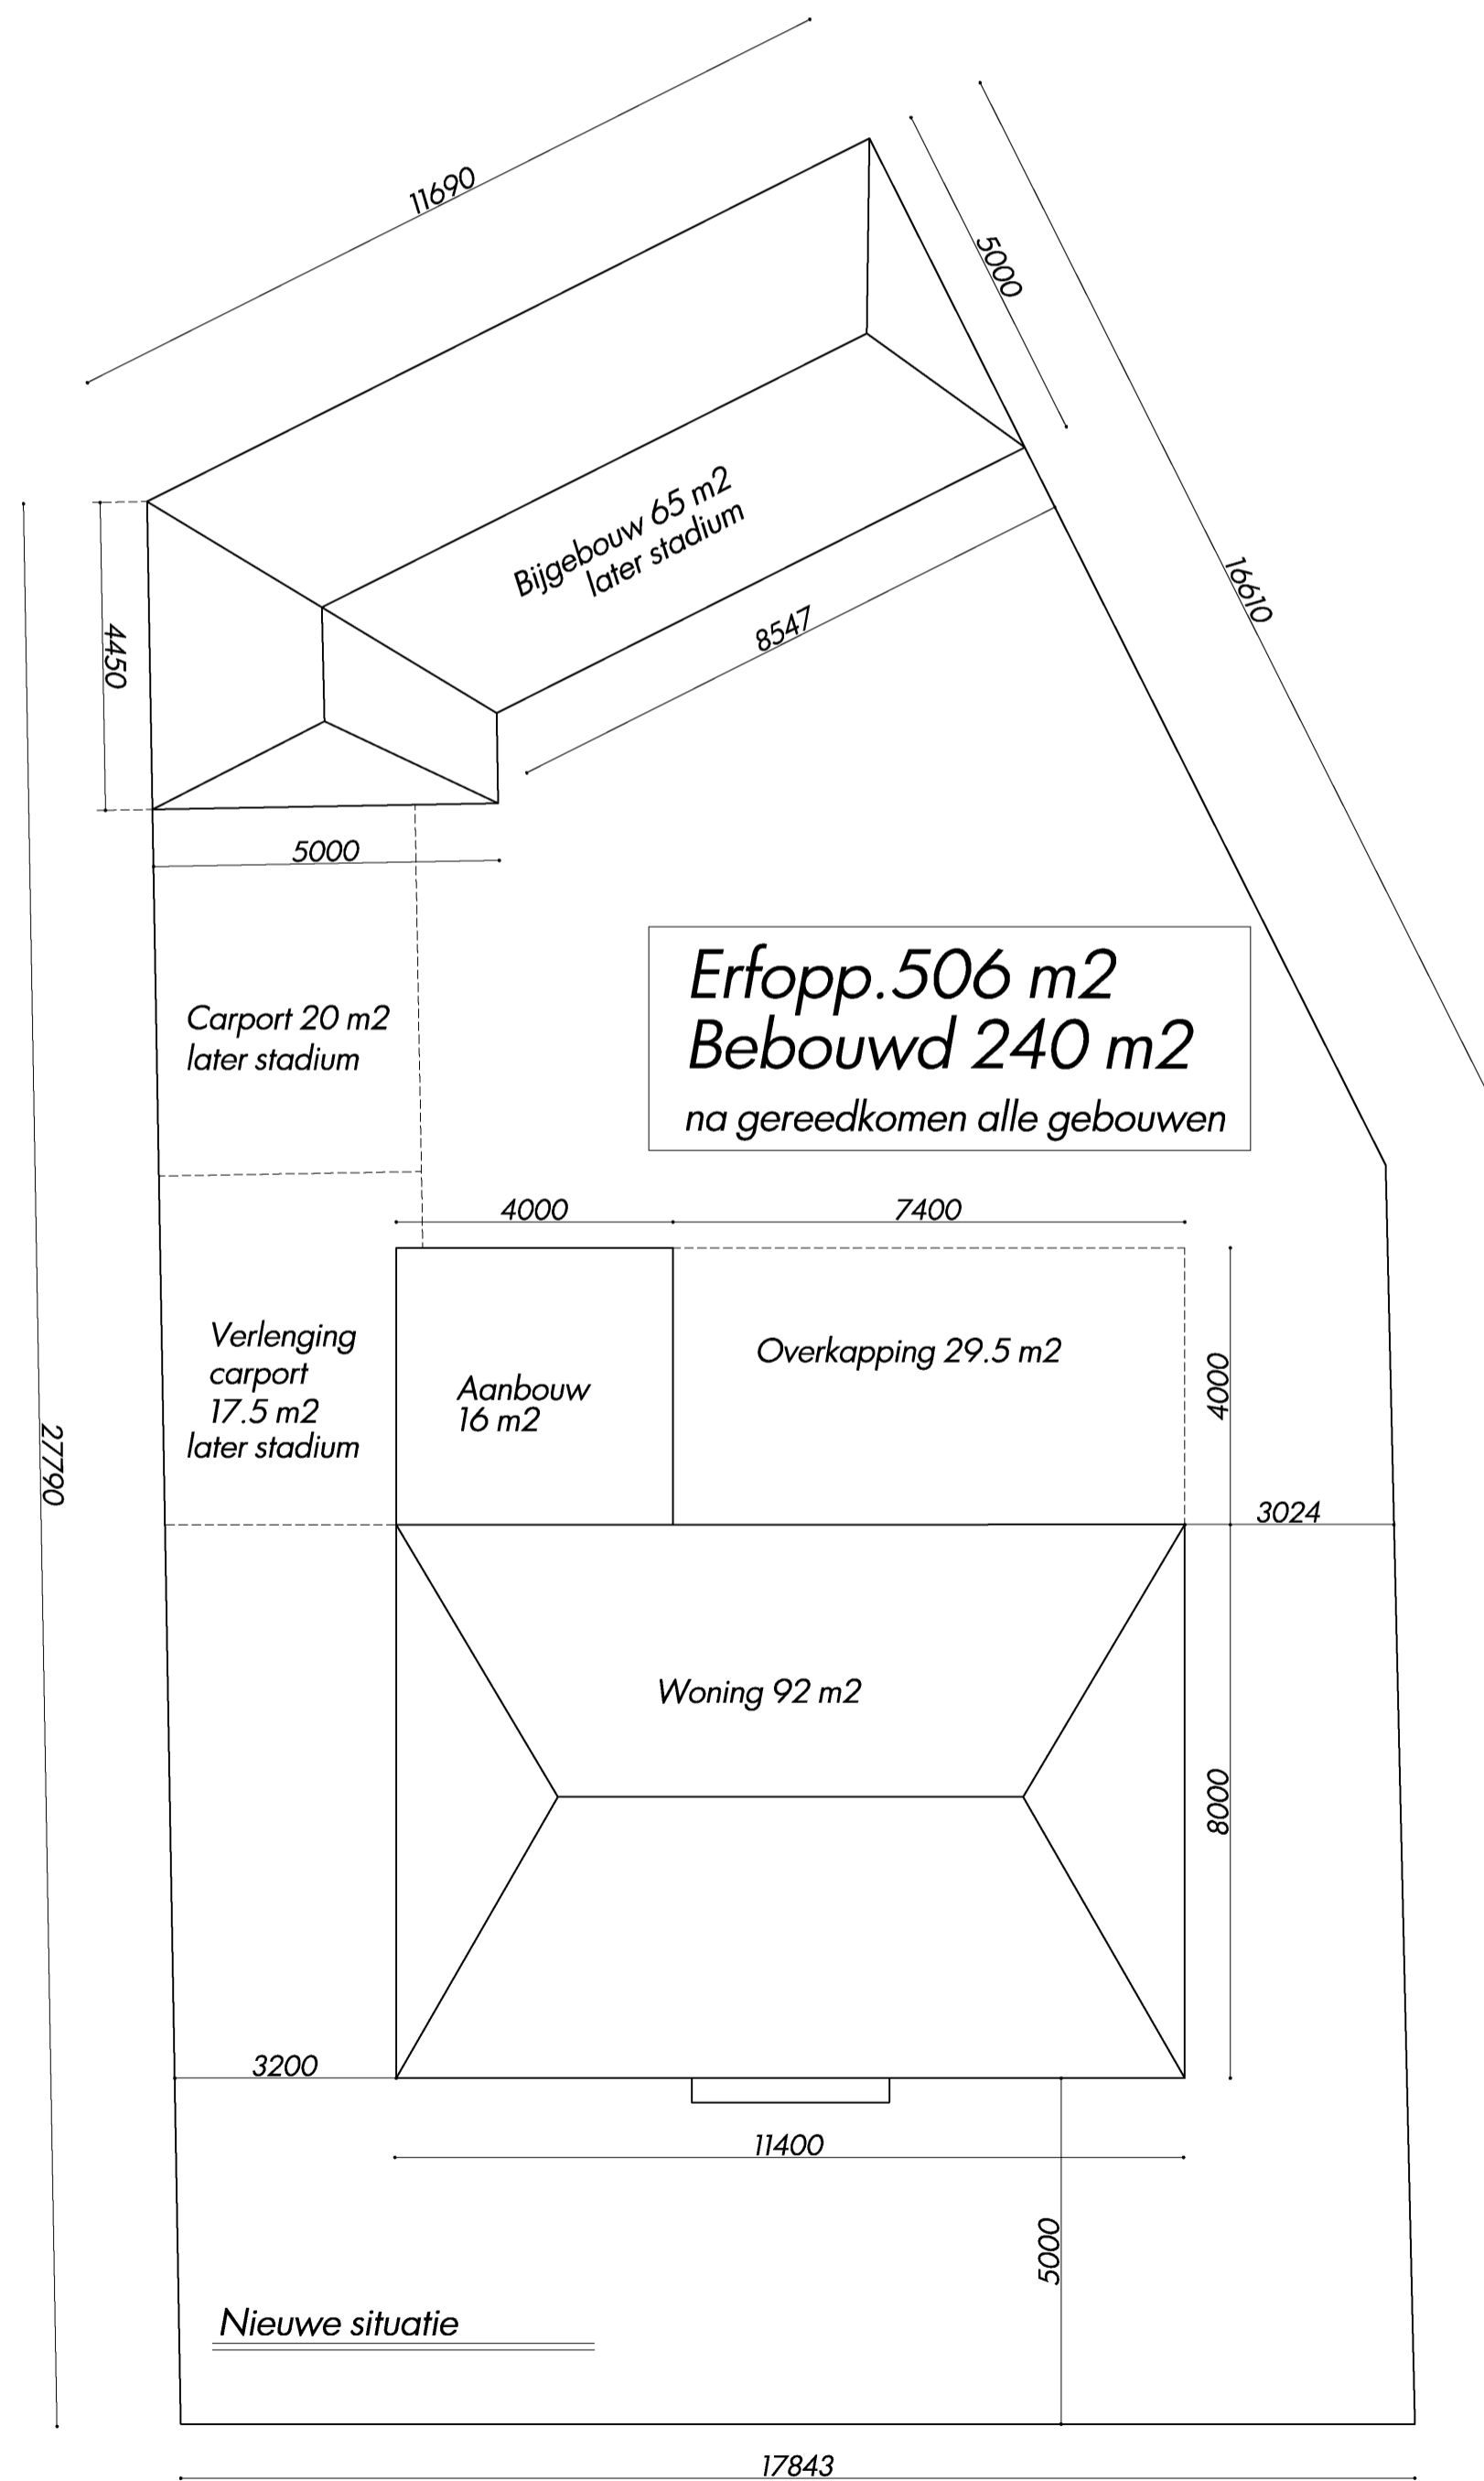 11690
5000
16610
Bijgebouw 65 m2
later stadium
8547
4450
5000
Carport 20 m2
later stadium
Erfopp.506 m2
Bebouwd 240 m2
na gereedkomen alle gebouwen
4000
7400
Verlenging
carport
17.5 m2
later stadium
Aanbouw
16 m2
Overkapping 29.5 m2
4000
27790
3024
Woning 92 m2
8000
3200
11400
5000
Nieuwe situatie
17843